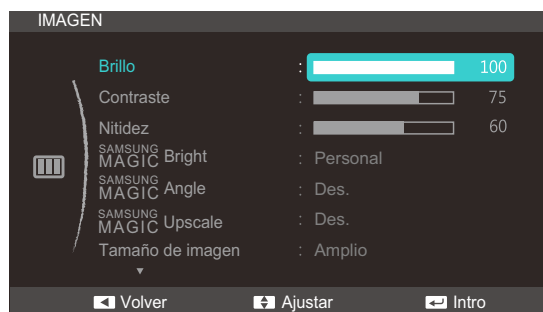 IMAGEN
Brillo : 100
Contraste : 75
Nitidez : 60
SAMSUNG MAGIC Bright : Personal
SAMSUNG MAGIC Angle : Des.
SAMSUNG MAGIC Upscale : Des.
Tamaño de imagen : Amplio
Volver Ajustar Intro